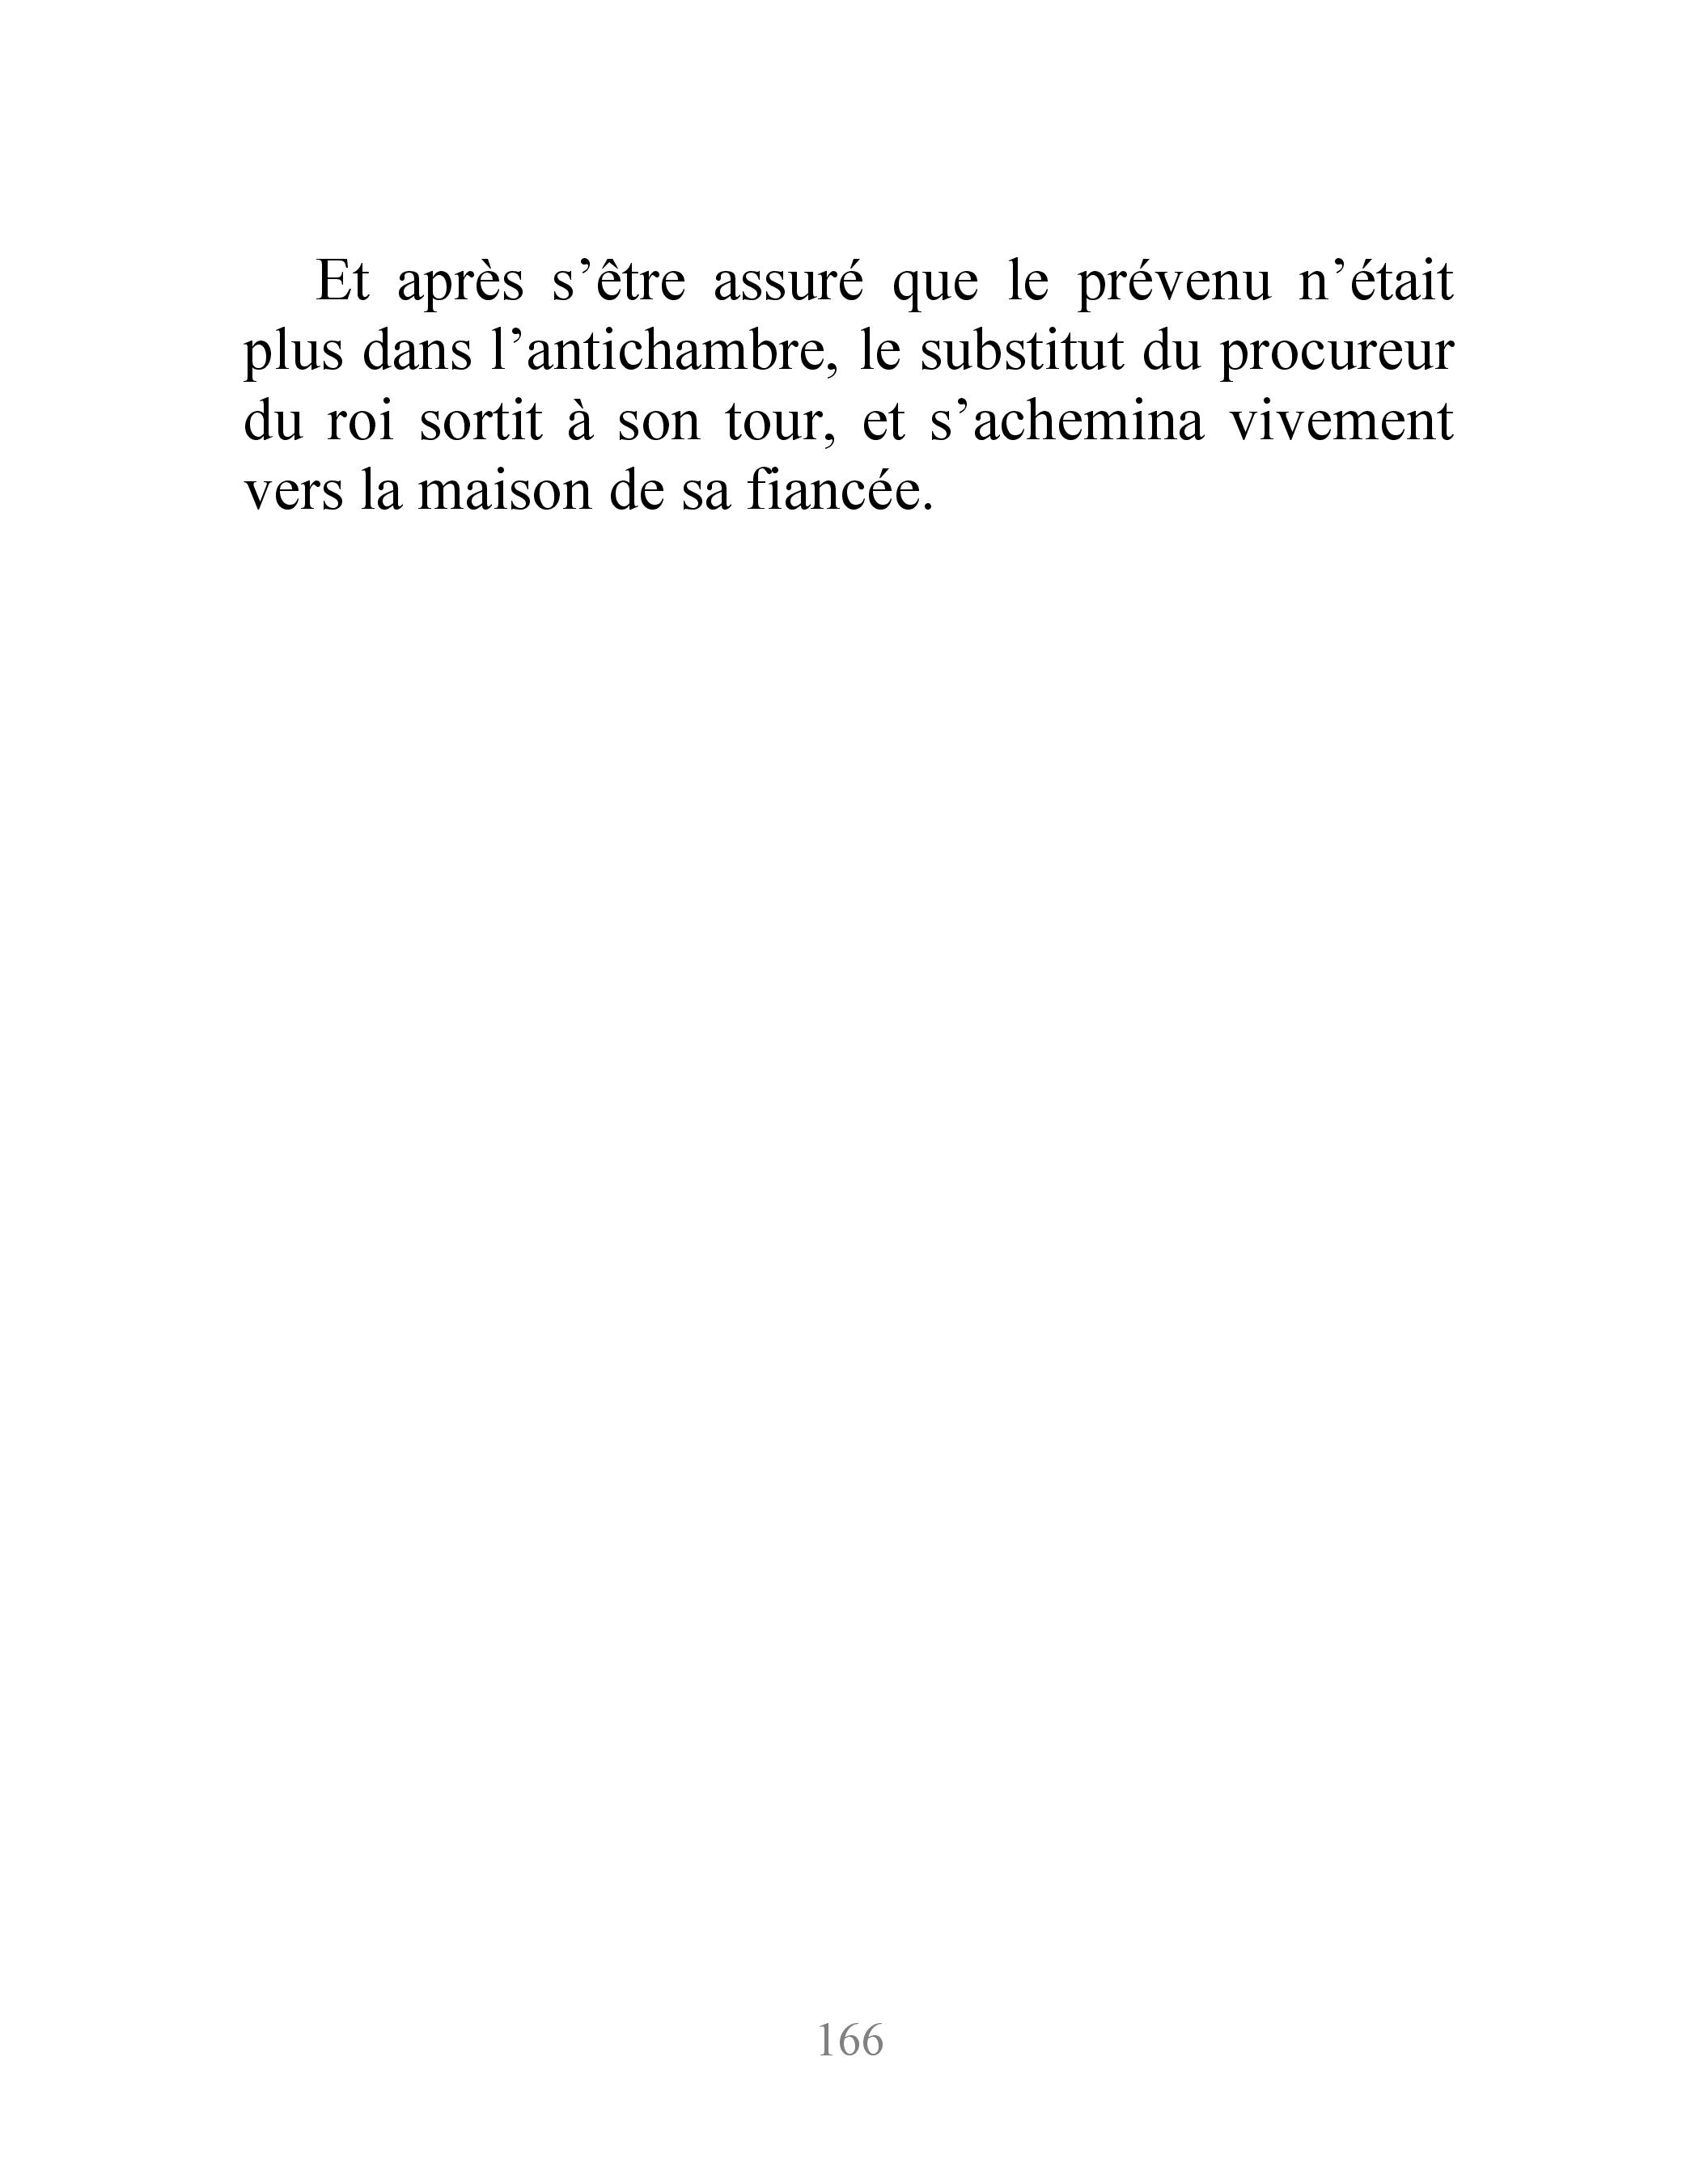 Et après s’être assuré que le prévenu n’était
plus dans l’antichambre, le substitut du procureur
du roi sortit à son tour, et s’achemina vivement
vers la maison de sa fiancée.
166